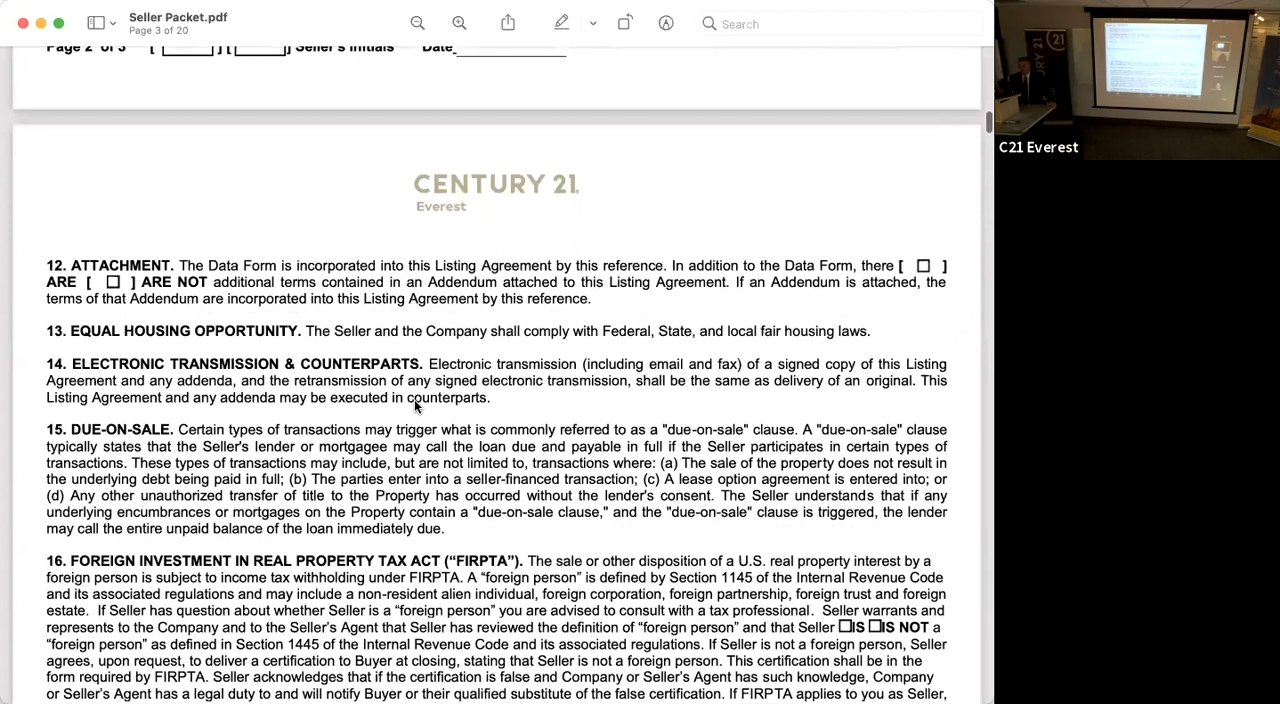 Seller Packet.pdf
Page 3 of 20
Search
Page 2 of 3 [ ] [ ] Seller's Initials Date
CENTURY 21
Everest
12. ATTACHMENT. The Data Form is incorporated into this Listing Agreement by this reference. In addition to the Data Form, there [ ☐ ]
ARE [ ☐ ] ARE NOT additional terms contained in an Addendum attached to this Listing Agreement. If an Addendum is attached, the
terms of that Addendum are incorporated into this Listing Agreement by this reference.
13. EQUAL HOUSING OPPORTUNITY. The Seller and the Company shall comply with Federal, State, and local fair housing laws.
14. ELECTRONIC TRANSMISSION & COUNTERPARTS. Electronic transmission (including email and fax) of a signed copy of this Listing
Agreement and any addenda, and the retransmission of any signed electronic transmission, shall be the same as delivery of an original. This
Listing Agreement and any addenda may be executed in counterparts.
15. DUE-ON-SALE. Certain types of transactions may trigger what is commonly referred to as a "due-on-sale" clause. A "due-on-sale" clause
typically states that the Seller's lender or mortgagee may call the loan due and payable in full if the Seller participates in certain types of
transactions. These types of transactions may include, but are not limited to, transactions where: (a) The sale of the property does not result in
the underlying debt being paid in full; (b) The parties enter into a seller-financed transaction; (c) A lease option agreement is entered into; or
(d) Any other unauthorized transfer of title to the Property has occurred without the lender's consent. The Seller understands that if any
underlying encumbrances or mortgages on the Property contain a "due-on-sale clause," and the "due-on-sale" clause is triggered, the lender
may call the entire unpaid balance of the loan immediately due.
16. FOREIGN INVESTMENT IN REAL PROPERTY TAX ACT (“FIRPTA”). The sale or other disposition of a U.S. real property interest by a
foreign person is subject to income tax withholding under FIRPTA. A “foreign person” is defined by Section 1145 of the Internal Revenue Code
and its associated regulations and may include a non-resident alien individual, foreign corporation, foreign partnership, foreign trust and foreign
estate. If Seller has question about whether Seller is a “foreign person” you are advised to consult with a tax professional. Seller warrants and
represents to the Company and to the Seller’s Agent that Seller has reviewed the definition of “foreign person” and that Seller ☐IS ☐IS NOT a
“foreign person” as defined in Section 1445 of the Internal Revenue Code and its associated regulations. If Seller is not a foreign person, Seller
agrees, upon request, to deliver a certification to Buyer at closing, stating that Seller is not a foreign person. This certification shall be in the
form required by FIRPTA. Seller acknowledges that if the certification is false and Company or Seller’s Agent has such knowledge, Company
or Seller’s Agent has a legal duty to and will notify Buyer or their qualified substitute of the false certification. If FIRPTA applies to you as Seller,
C21 Everest